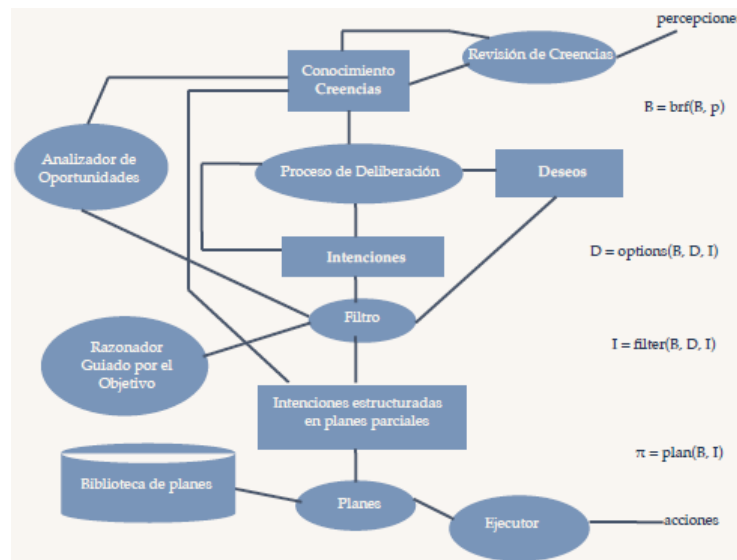 percepciones
Revisión de Creencias
Conocimiento
Creencias
B = brf(B, p)
Analizador de
Oportunidades
Proceso de Deliberación
Deseos
Intenciones
D = options(B, D, I)
Filtro
I = filter(B, D, I)
Razonador
Guiado por el
Objetivo
Intenciones estructuradas
en planes parciales
π = plan(B, I)
Biblioteca de planes
Planes
Ejecutor
acciones